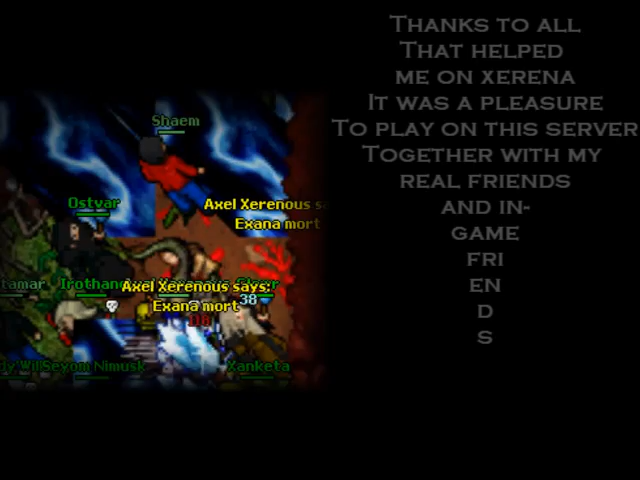 Thanks to all
That helped
me on xerena
It was a pleasure
To play on this server
Together with my
real friends
and in-
game
fri
en
d
s
Shaem
Ostvar
Axel Xerenous sa
Exana mort
tamar
Axel Xerenous says:
Exana mort
38
Seyom Nimusk
Xanketa